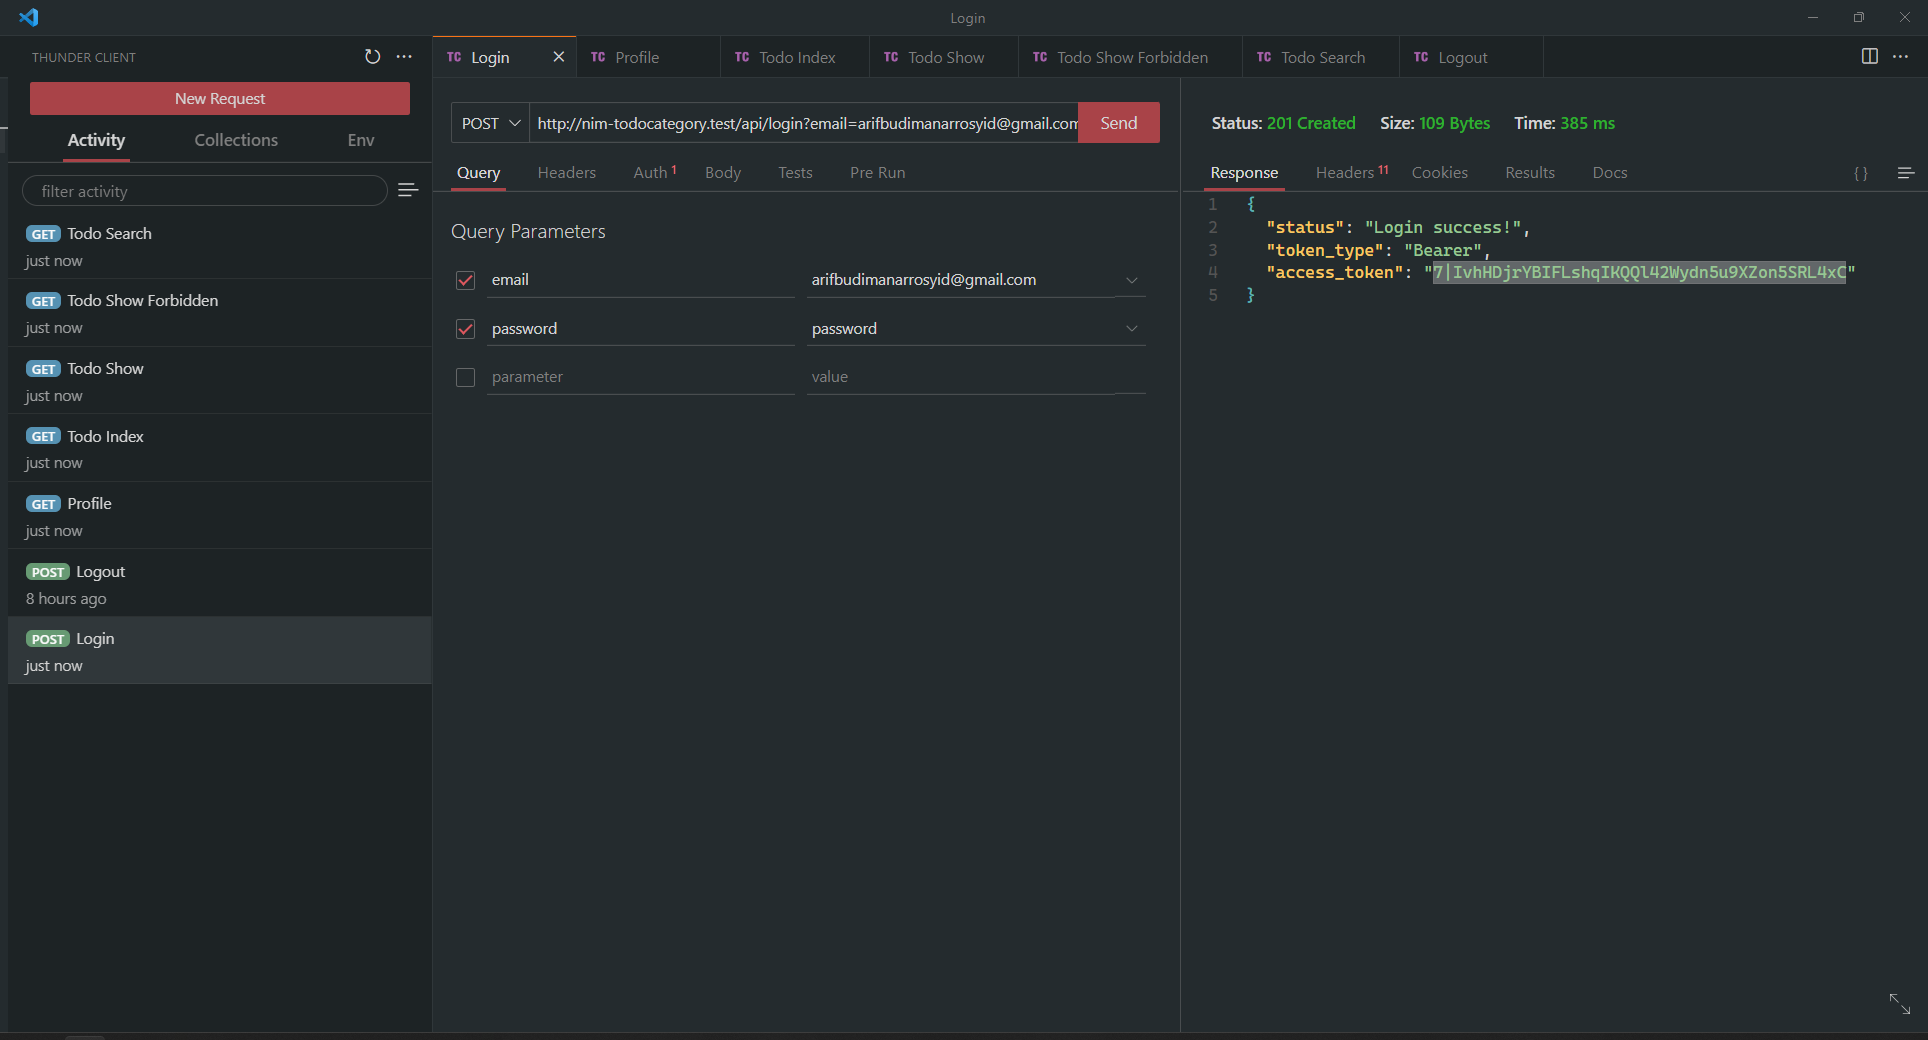 Login
THUNDER CLIENT
New Request
Activity Collections Env
filter activity
GET Todo Search
just now
GET Todo Show Forbidden
just now
GET Todo Show
just now
GET Todo Index
just now
GET Profile
just now
POST Logout
8 hours ago
POST Login
just now
TC Login TC Profile TC Todo Index TC Todo Show TC Todo Show Forbidden TC Todo Search TC Logout
POST http://nim-todocategory.test/api/login?email=arifbudimanarrosyid@gmail.com Send
Query Headers Auth 1 Body Tests Pre Run
Query Parameters
email arifbudimanarrosyid@gmail.com
password password
parameter value
Status: 201 Created Size: 109 Bytes Time: 385 ms
Response Headers 11 Cookies Results Docs { }
1 {
2 "status": "Login success!",
3 "token_type": "Bearer",
4 "access_token": "7|IvhHDjrYBIFLshqIKQQl42Wydn5u9XZon5SRL4xC"
5 }